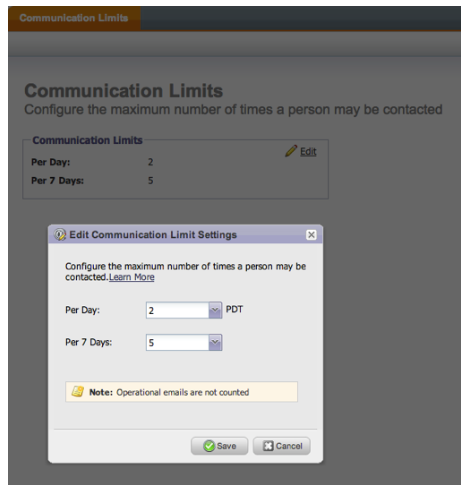 Communication Limits
Communication Limits
Configure the maximum number of times a person may be contacted
Communication Limits
Edit
Per Day: 2
Per 7 Days: 5
Edit Communication Limit Settings
Configure the maximum number of times a person may be
contacted.Learn More
Per Day: 2 PDT
Per 7 Days: 5
Note: Operational emails are not counted
Save Cancel